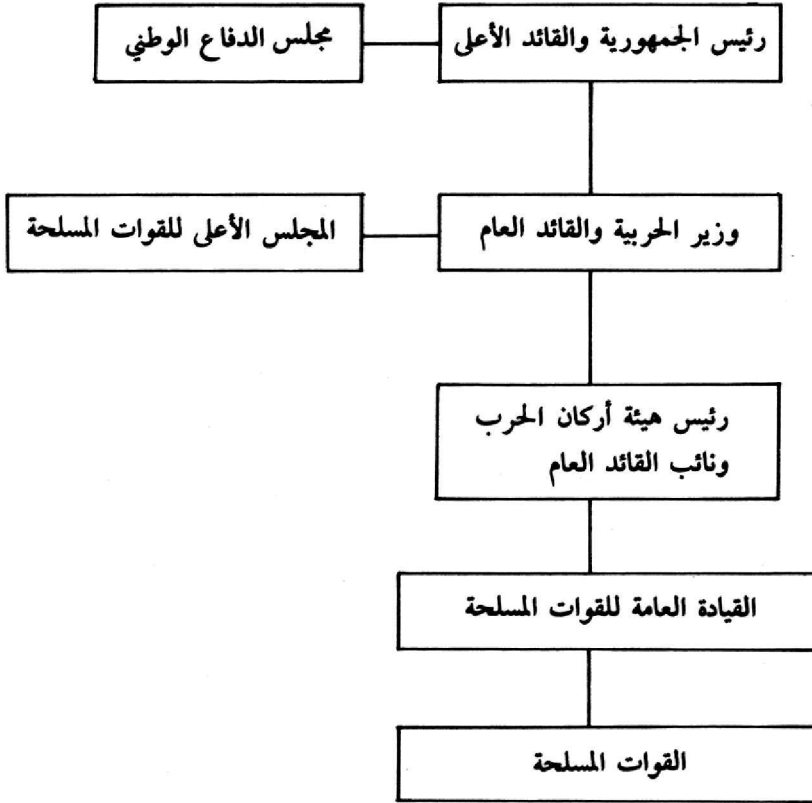 رئيس الجمهورية والقائد الأعلى
مجلس الدفاع الوطني
وزير الحربية والقائد العام
المجلس الأعلى للقوات المسلحة
رئيس هيئة أركان الحرب
ونائب القائد العام
القيادة العامة للقوات المسلحة
القوات المسلحة